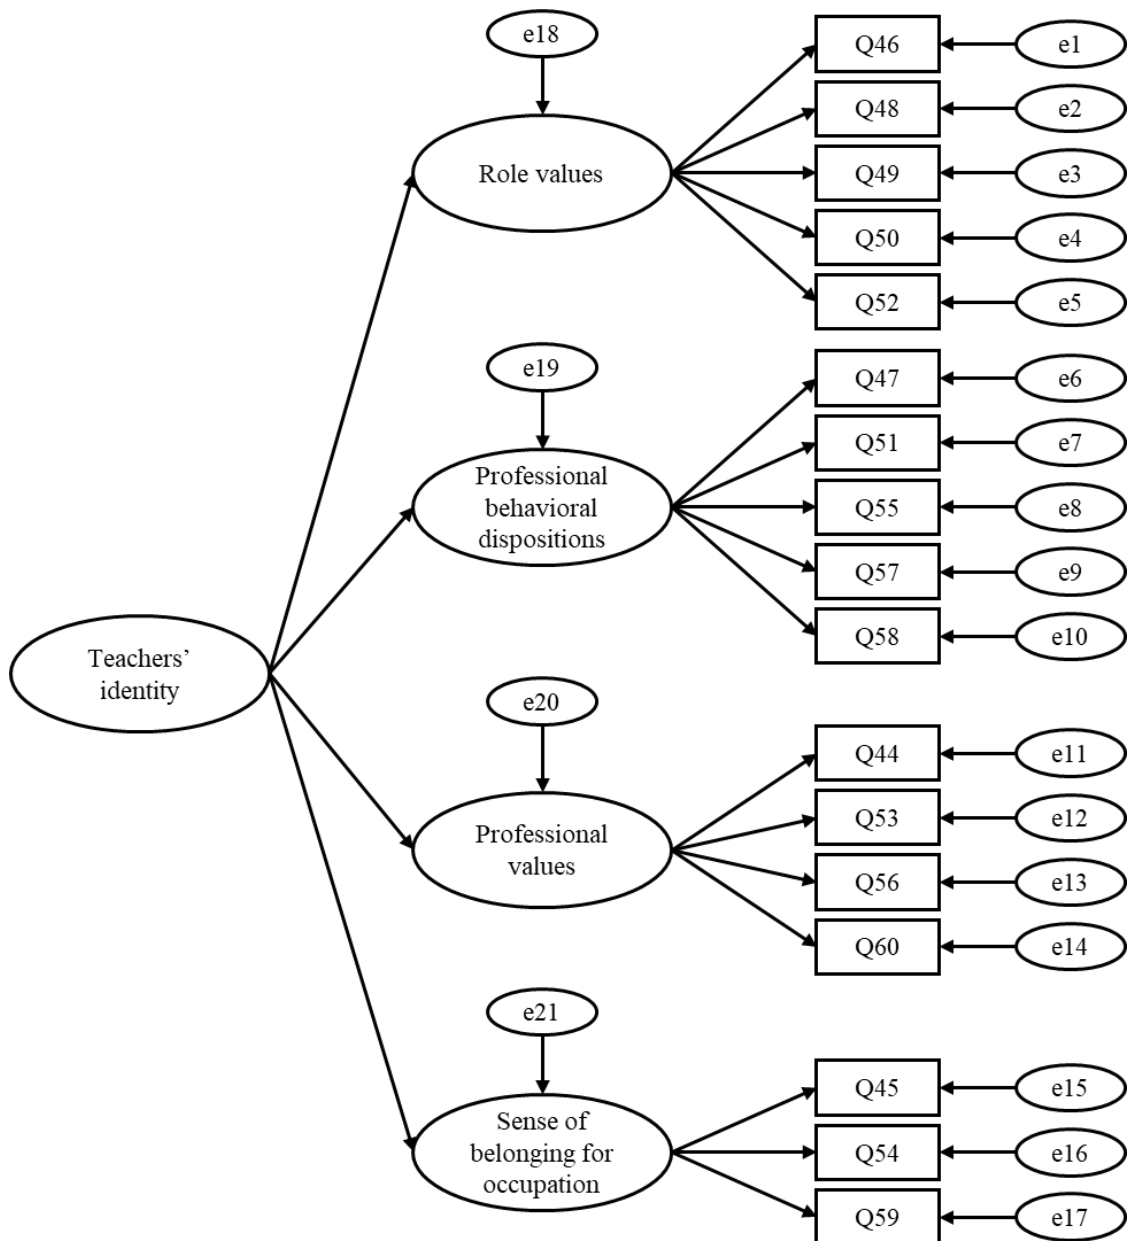 e18
Role values
Q46
e1
Q48
e2
Q49
e3
Q50
e4
Q52
e5
e19
Professional
behavioral
dispositions
Q47
e6
Q51
e7
Q55
e8
Q57
e9
Q58
e10
Teachers’
identity
e20
Professional
values
Q44
e11
Q53
e12
Q56
e13
Q60
e14
e21
Sense of
belonging for
occupation
Q45
e15
Q54
e16
Q59
e17